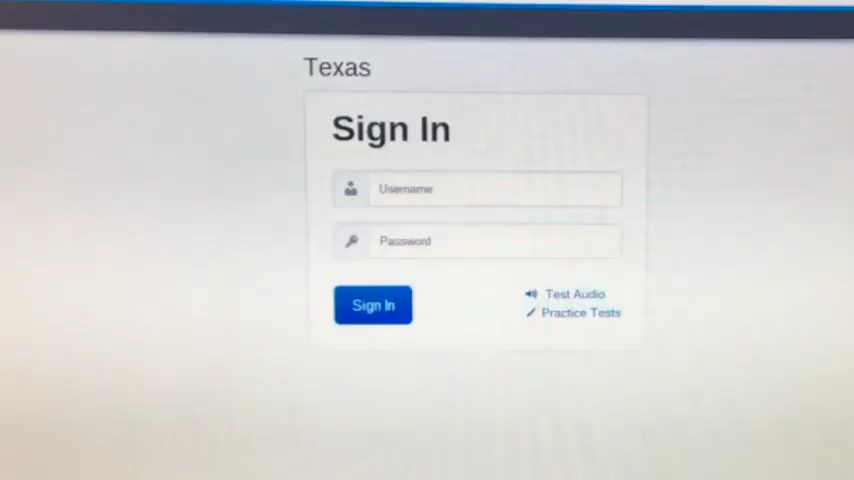 Texas
Sign In
Username
Password
Sign In
Test Audio
Practice Tests